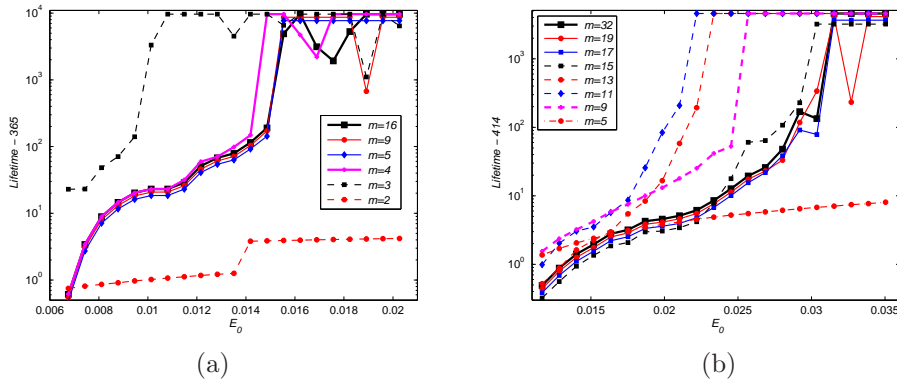 10^4
10^3
10^2
10^1
10^0
Lifetime − 365
m=16
m=9
m=5
m=4
m=3
m=2
0.006
0.008
0.01
0.012
0.014
0.016
0.018
0.02
E_0
(a)
10^3
10^2
10^1
10^0
Lifetime − 414
m=32
m=19
m=17
m=15
m=13
m=11
m=9
m=5
0.015
0.02
0.025
0.03
0.035
E_0
(b)